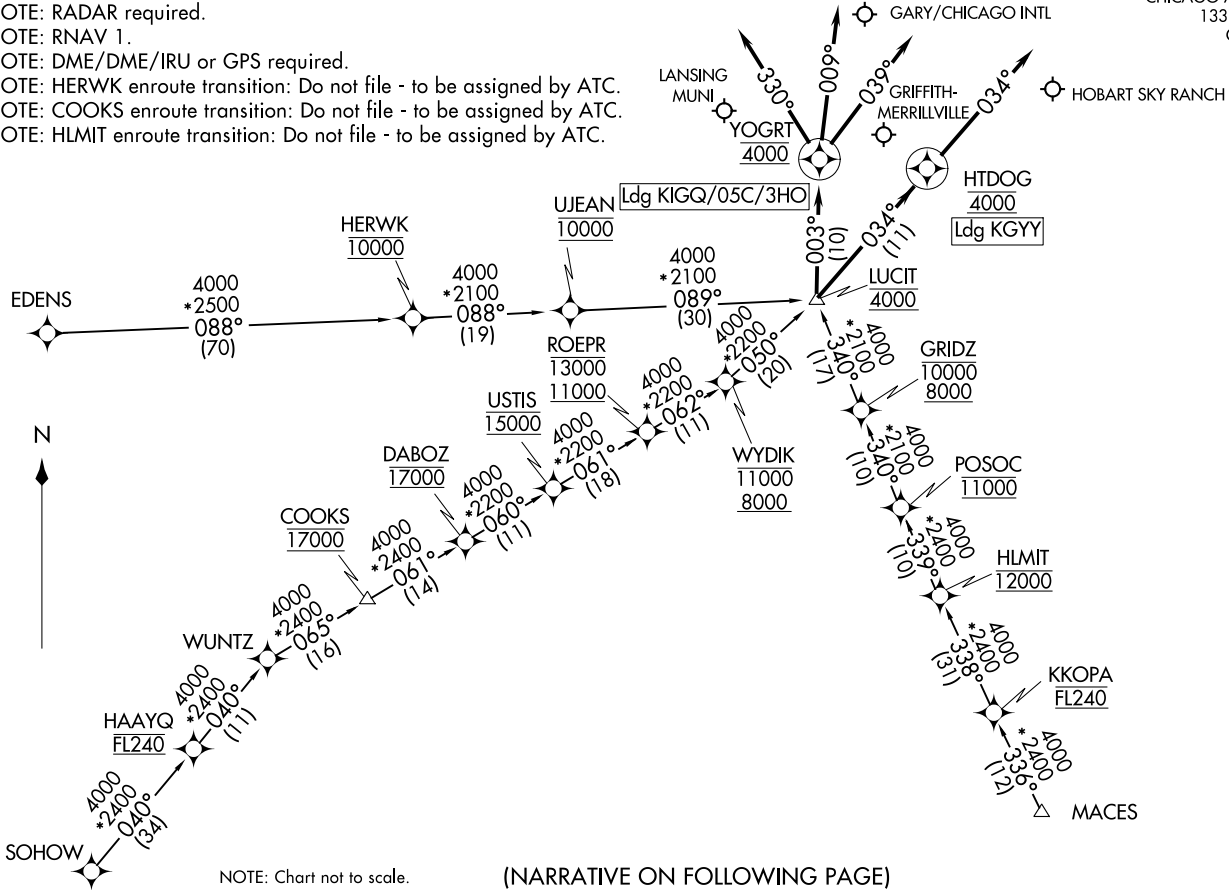 OTE: RADAR required.
OTE: RNAV 1.
OTE: DME/DME/IRU or GPS required.
OTE: HERWK enroute transition: Do not file - to be assigned by ATC.
OTE: COOKS enroute transition: Do not file - to be assigned by ATC.
OTE: HLMIT enroute transition: Do not file - to be assigned by ATC.
133
GARY/CHICAGO INTL
LANSING
MUNI
GRIFFITH-
MERRILLVILLE
HOBART SKY RANCH
330°
009°
039°
034°
YOGRT
4000
Ldg KIGQ/05C/3HO
HTDOG
4000
Ldg KGYY
003°
(10)
034°
(11)
LUCIT
4000
EDENS
4000
*2500
088°
(70)
HERWK
10000
4000
*2100
088°
(19)
UJEAN
10000
4000
*2100
089°
(30)
ROEPR
13000
11000
4000
*2200
062°
(11)
4000
*2200
050°
(20)
WYDIK
11000
8000
USTIS
15000
4000
*2200
061°
(18)
DABOZ
17000
4000
*2200
060°
(11)
COOKS
17000
4000
*2400
061°
(14)
WUNTZ
4000
*2400
065°
(16)
HAAYQ
FL240
4000
*2400
040°
(11)
SOHOW
4000
*2400
040°
(34)
4000
*2100
340°
(17)
GRIDZ
10000
8000
4000
*2100
340°
(10)
POSOC
11000
4000
*2400
339°
(10)
HLMIT
12000
4000
*2400
338°
(31)
KKOPA
FL240
4000
*2400
336°
(12)
MACES
N
NOTE: Chart not to scale.
(NARRATIVE ON FOLLOWING PAGE)